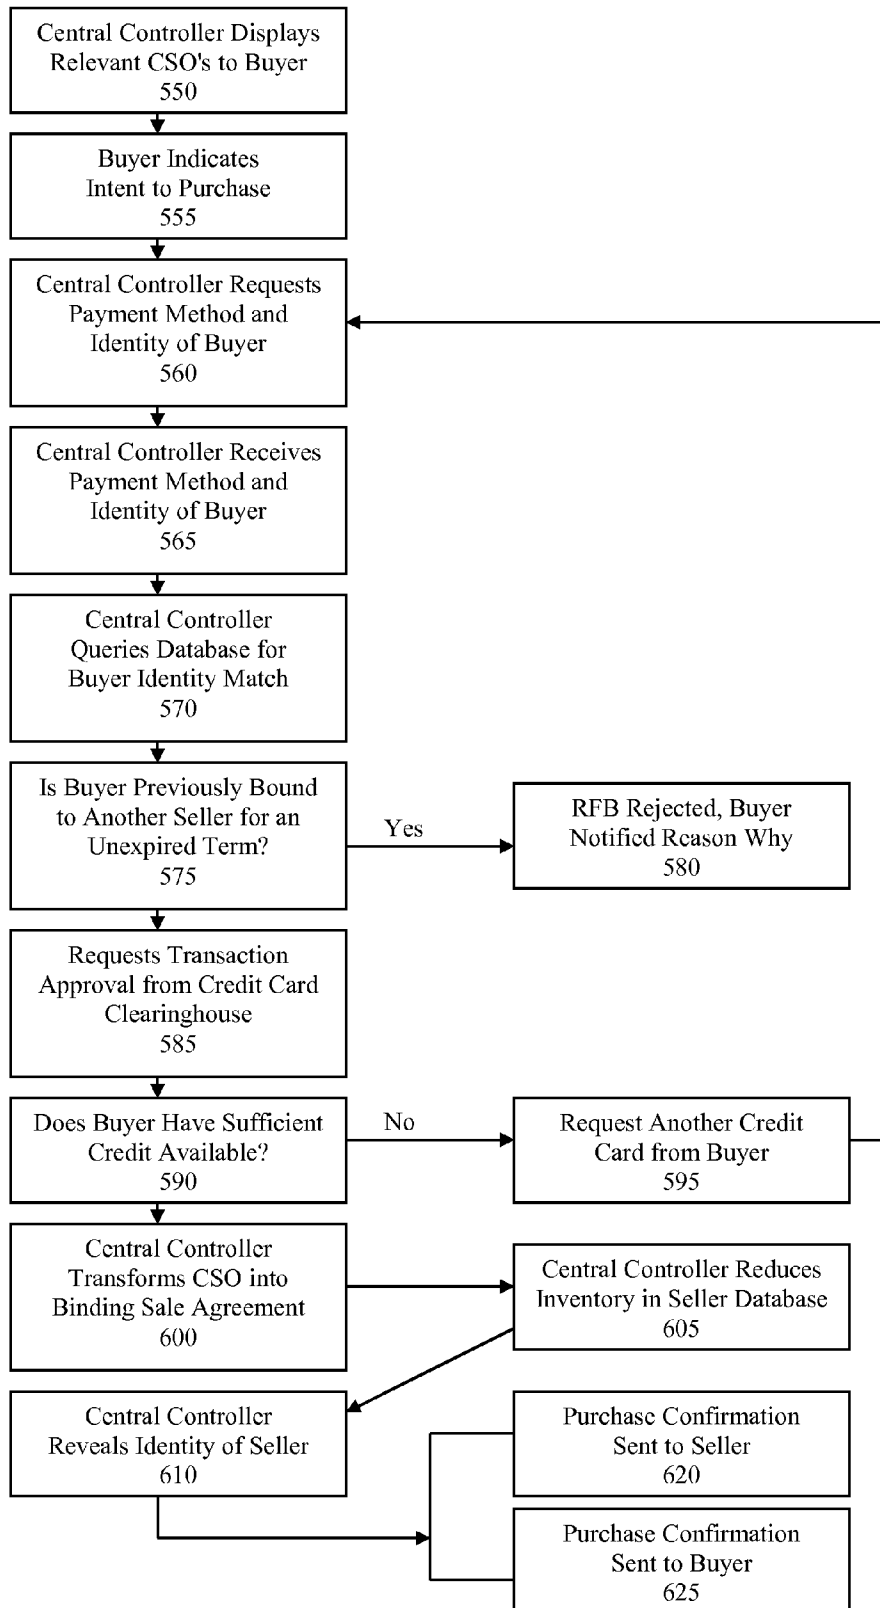 Central Controller Displays
Relevant CSO's to Buyer
550
Buyer Indicates
Intent to Purchase
555
Central Controller Requests
Payment Method and
Identity of Buyer
560
Central Controller Receives
Payment Method and
Identity of Buyer
565
Central Controller
Queries Database for
Buyer Identity Match
570
Is Buyer Previously Bound
to Another Seller for an
Unexpired Term?
575
Yes
RFB Rejected, Buyer
Notified Reason Why
580
Requests Transaction
Approval from Credit Card
Clearinghouse
585
Does Buyer Have Sufficient
Credit Available?
590
No
Request Another Credit
Card from Buyer
595
Central Controller
Transforms CSO into
Binding Sale Agreement
600
Central Controller Reduces
Inventory in Seller Database
605
Central Controller
Reveals Identity of Seller
610
Purchase Confirmation
Sent to Seller
620
Purchase Confirmation
Sent to Buyer
625